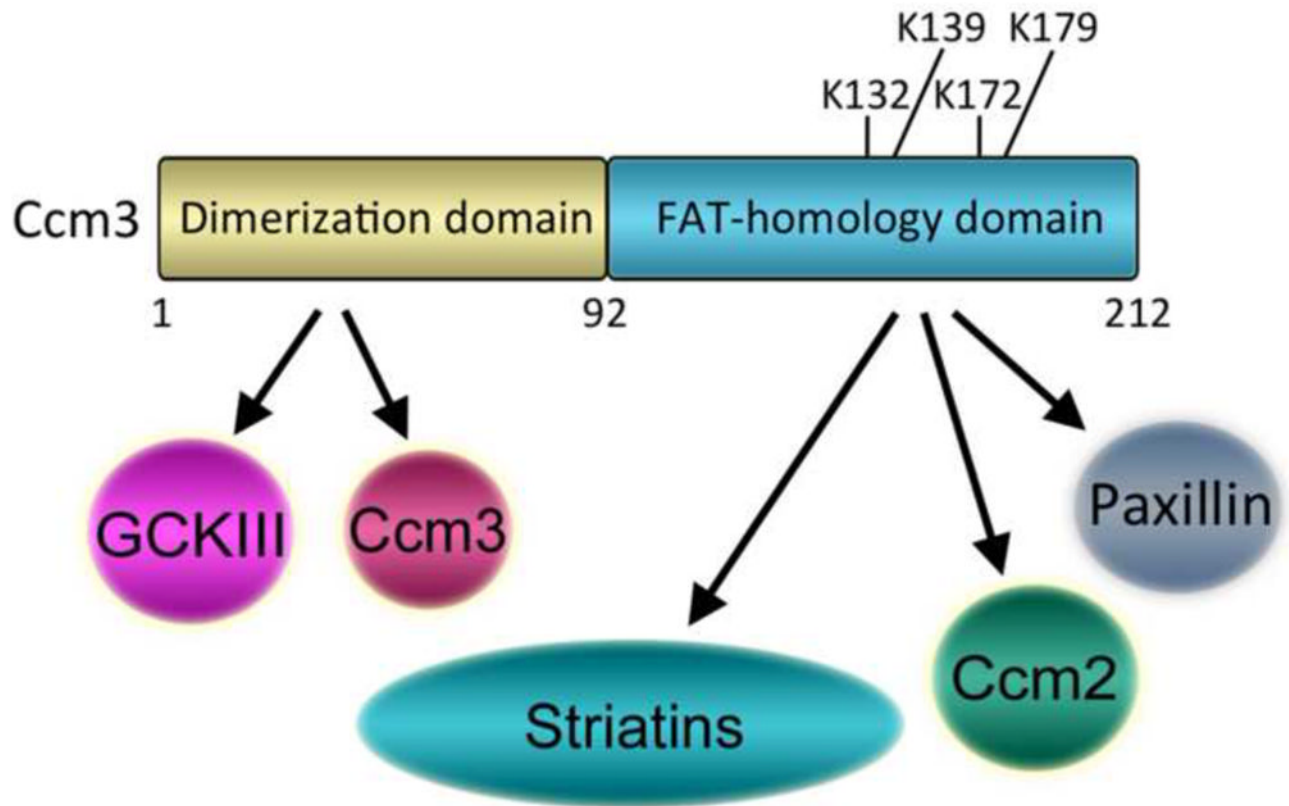 K139 K179
K132 K172
Ccm3 Dimerization domain FAT-homology domain
1 92 212
GCKIII Ccm3 Paxillin
Ccm2
Striatins